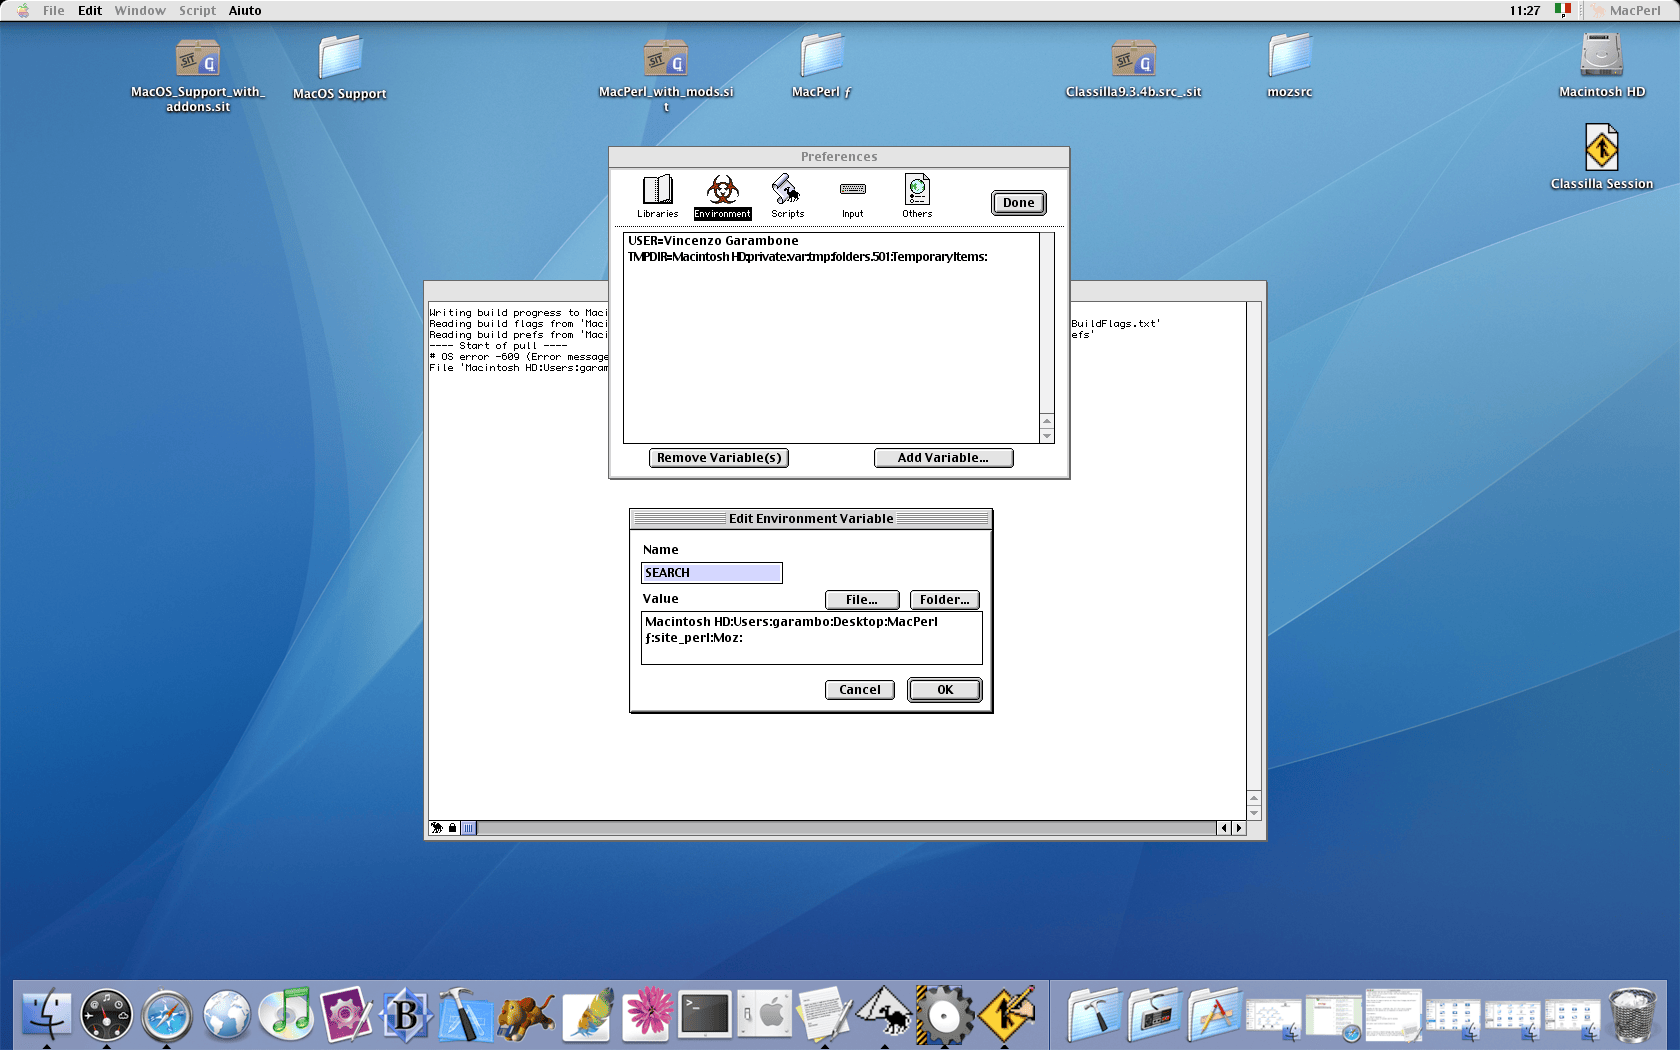 File Edit Window Script Aiuto 11:27 MacPerl
MacOS_Support_with_
addons.sit
MacOS Support
MacPerl_with_mods.si
t
MacPerl ƒ
Classilla9.3.4b.src_.sit
mozsrc
Macintosh HD
Classilla Session
Preferences
Libraries Environment Scripts Input Others Done
USER=Vincenzo Garambone
TMPDIR=Macintosh HD:private:var:tmp:folders.501:TemporaryItems:
Remove Variable(s) Add Variable...
Writing build progress to Maci
Reading build flags from 'Maci BuildFlags.txt'
Reading build prefs from 'Maci efs'
---- Start of pull ----
# OS error -609 (Error message
File 'Macintosh HD:Users:garam
Edit Environment Variable
Name
SEARCH
Value File... Folder...
Macintosh HD:Users:garambo:Desktop:MacPerl
ƒ:site_perl:Moz:
Cancel OK